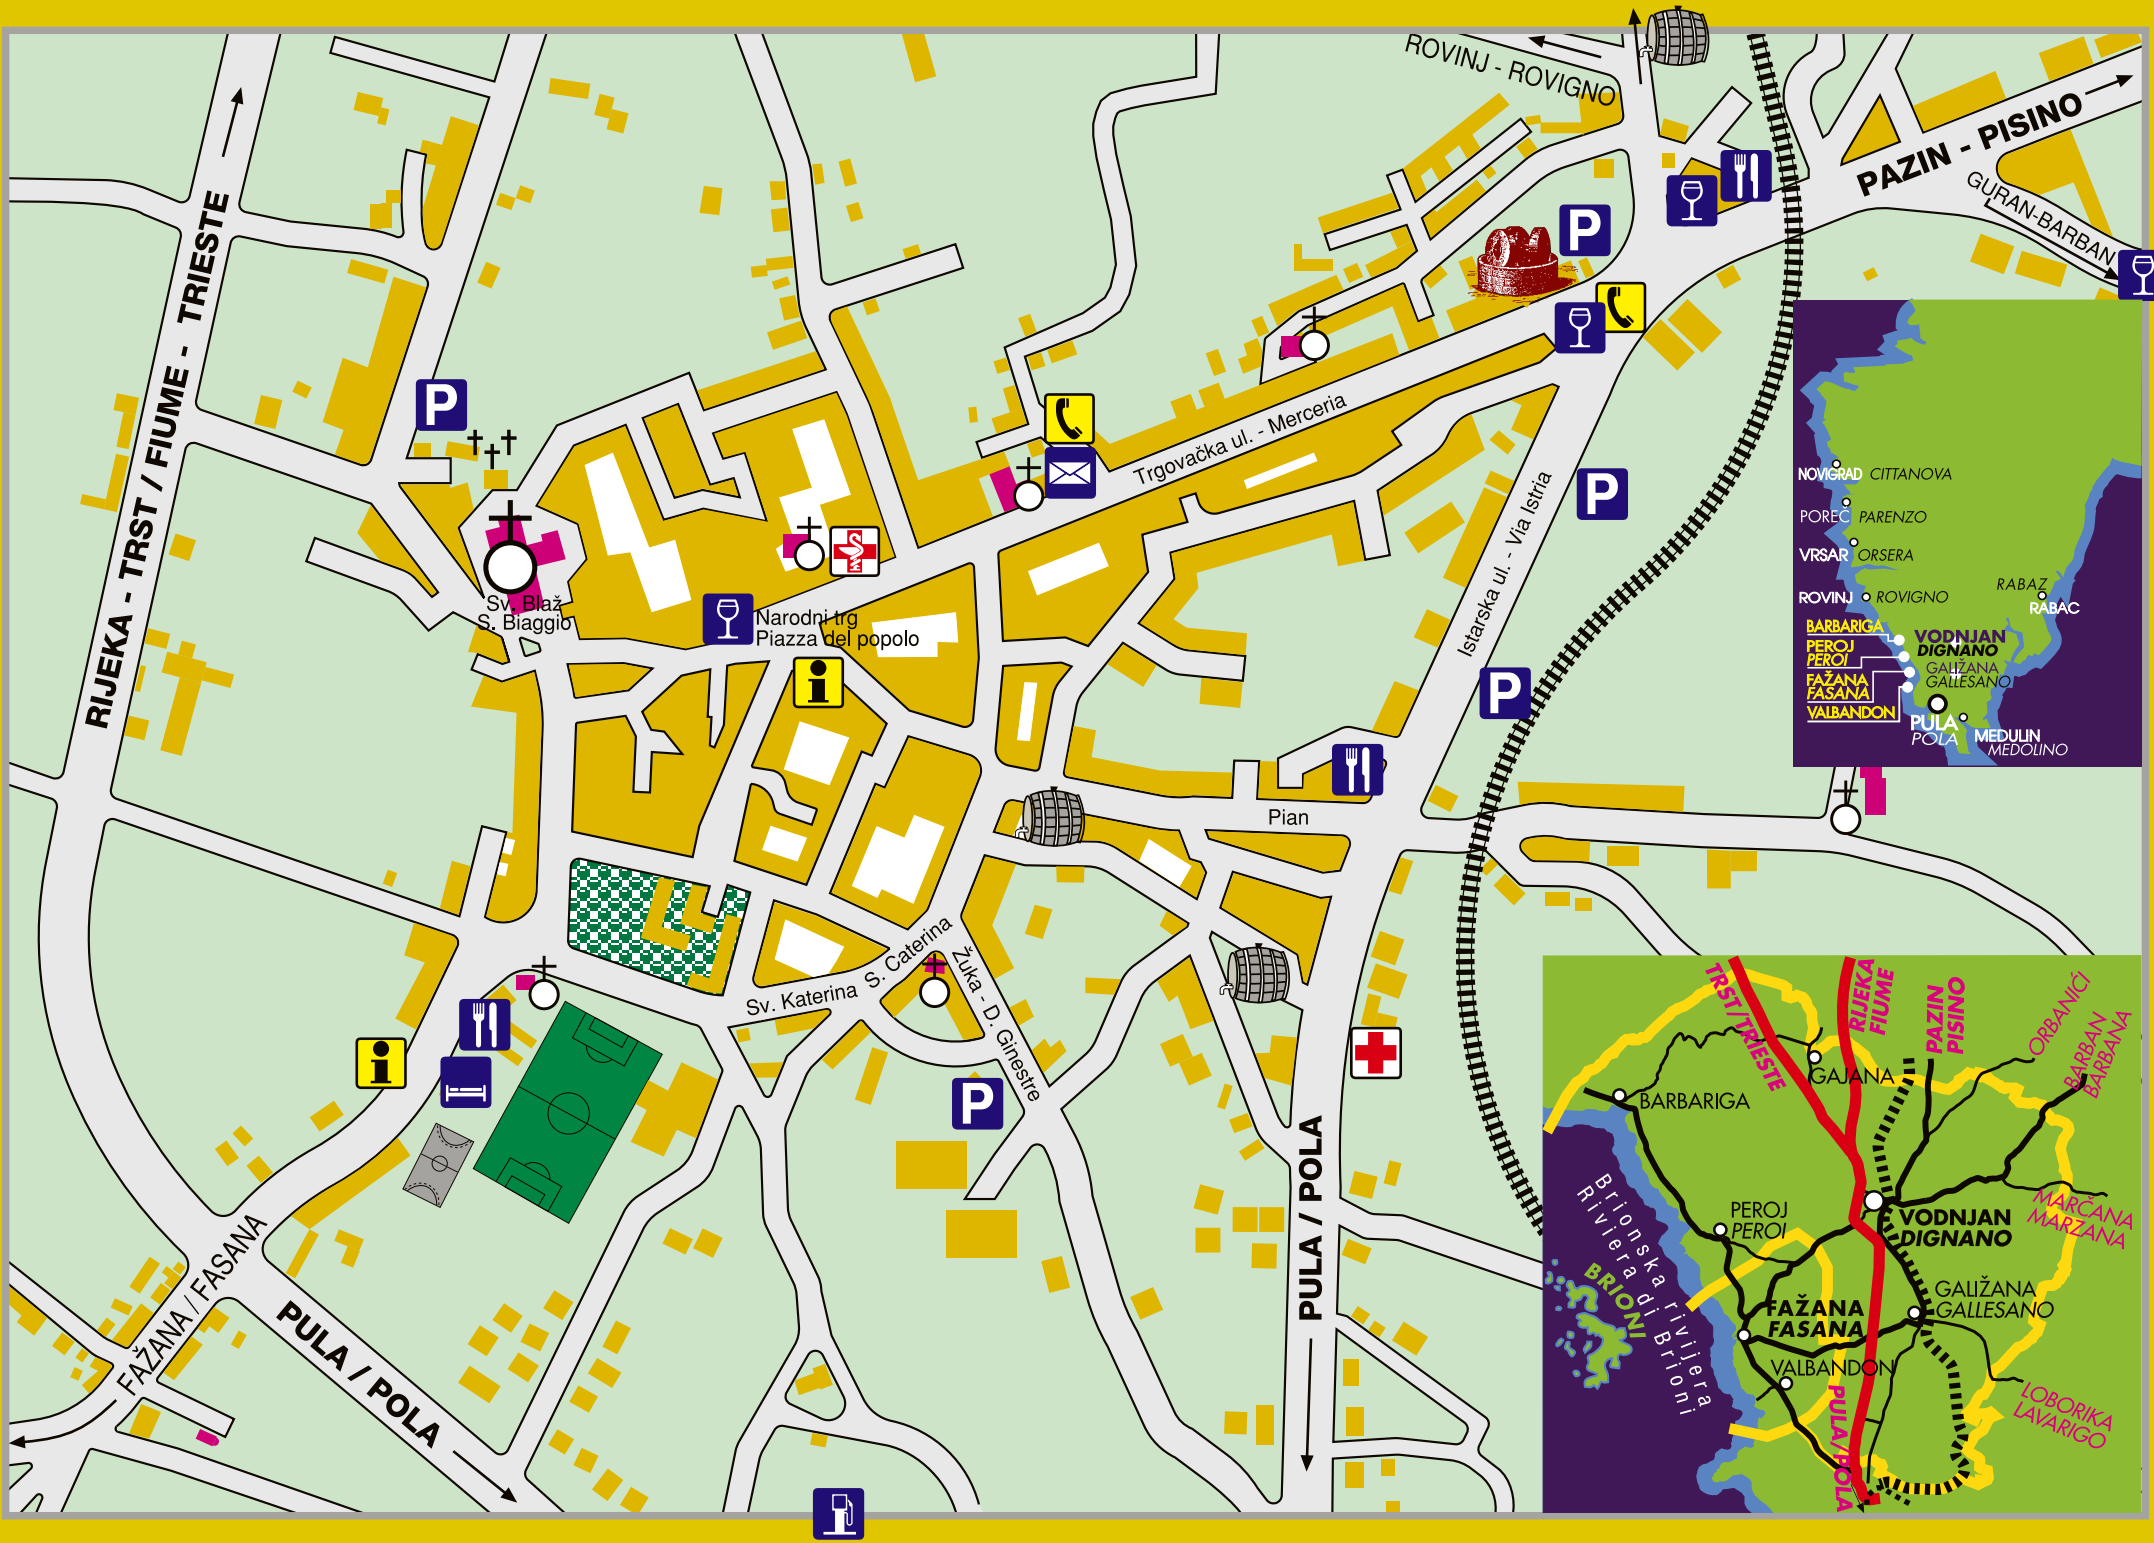 ROVINJ - ROVIGNO
PAZIN - PISINO
GURAN-BARBAN
RIJEKA - TRST / FIUME - TRIESTE
P
P
P
P
P
Trgovačka ul. - Merceria
Istarska ul. - Via Istria
Sv. Blaž
S. Biaggio
Narodni trg
Piazza del popolo
i
Pian
Sv. Katerina S. Caterina
Žuka - D. Ginestre
i
FAŽANA / FASANA
PULA / POLA
PULA / POLA
NOVIGRAD CITTANOVA
POREČ PARENZO
VRSAR ORSERA
ROVINJ ROVIGNO
RABAZ
RABAC
BARBARIGA
PEROJ
PEROI
FAŽANA
FASANA
VALBANDON
VODNJAN
DIGNANO
GALIŽANA
GALLESANO
PULA
POLA
MEDULIN
MEDOLINO
TRST/TRIESTE
RIJEKA
FIUME
PAZIN
PISINO
ORBANIĆI
BARBAN
BARBANA
GAJANA
BARBARIGA
PEROJ
PEROI
VODNJAN
DIGNANO
MARČANA
MARZANA
Brionska rivijera
Riviera di Brioni
BRIONI
GALIŽANA
GALLESANO
FAŽANA
FASANA
VALBANDON
LOBORIKA
LAVARIGO
PULA/POLA